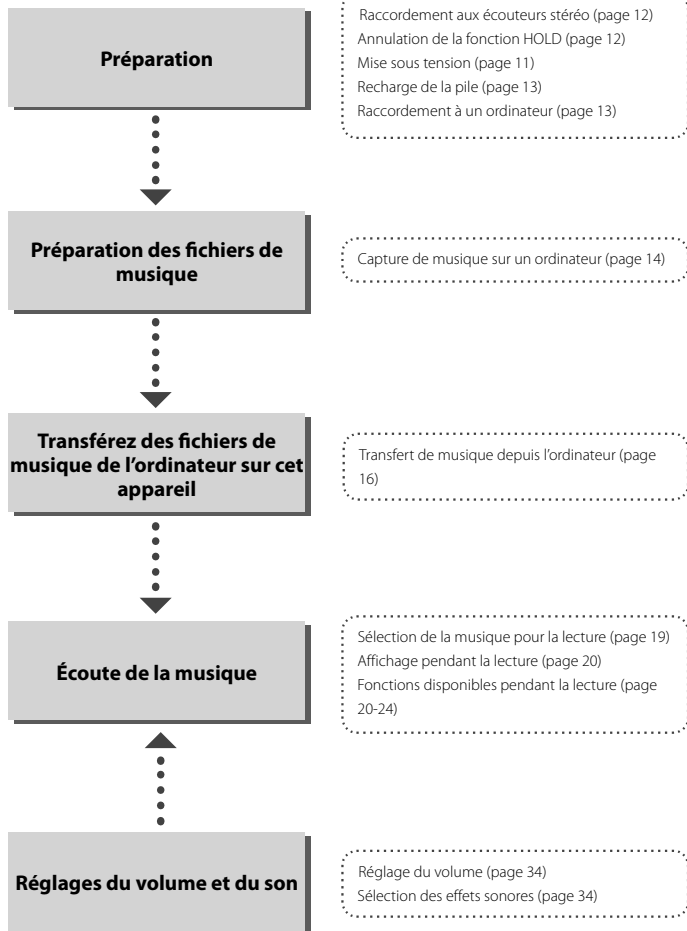 Préparation
Raccordement aux écouteurs stéréo (page 12)
Annulation de la fonction HOLD (page 12)
Mise sous tension (page 11)
Recharge de la pile (page 13)
Raccordement à un ordinateur (page 13)
Préparation des fichiers de
musique
Capture de musique sur un ordinateur (page 14)
Transférez des fichiers de
musique de l’ordinateur sur cet
appareil
Transfert de musique depuis l’ordinateur (page
16)
Écoute de la musique
Sélection de la musique pour la lecture (page 19)
Affichage pendant la lecture (page 20)
Fonctions disponibles pendant la lecture (page
20-24)
Réglages du volume et du son
Réglage du volume (page 34)
Sélection des effets sonores (page 34)